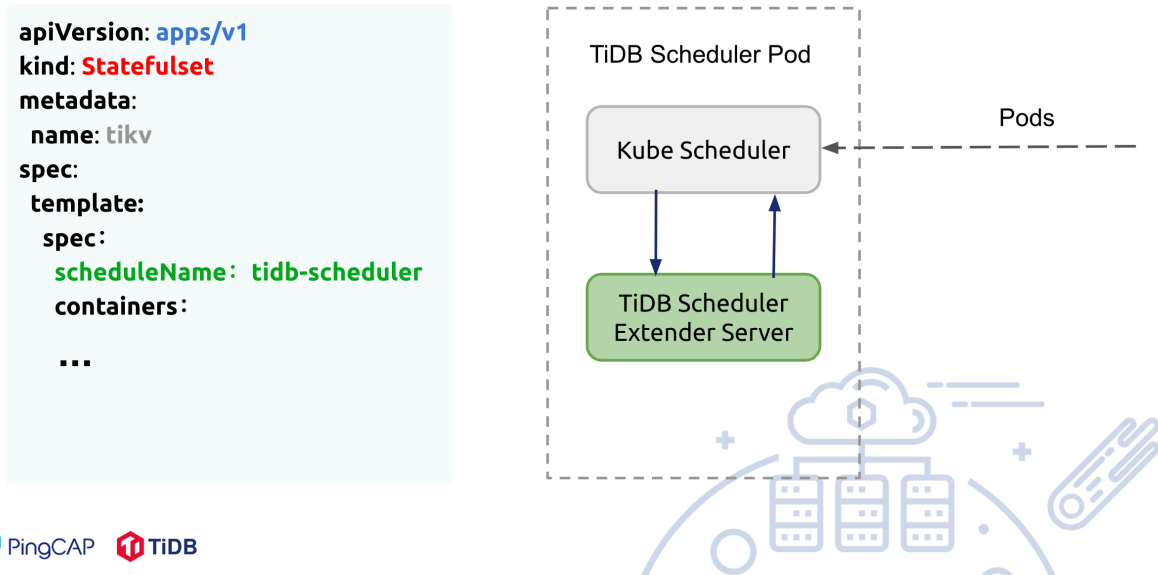 apiVersion: apps/v1
kind: Statefulset
metadata:
name: tikv
spec:
template:
spec：
scheduleName： tidb-scheduler
containers：
...
TiDB Scheduler Pod
Kube Scheduler
Pods
TiDB Scheduler
Extender Server
PingCAP
TiDB